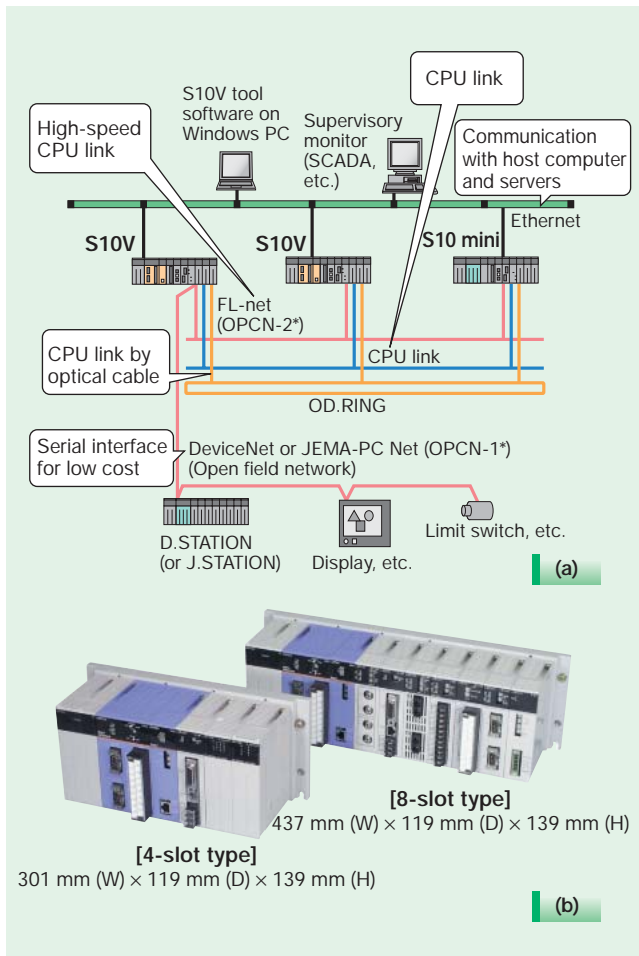 CPU link
S10V tool
software on
Windows PC
High-speed
CPU link
Supervisory
monitor
(SCADA,
etc.)
Communication
with host computer
and servers
Ethernet
S10V
S10V
S10 mini
FL-net
(OPCN-2*)
CPU link
CPU link by
optical cable
OD.RING
Serial interface
for low cost
DeviceNet or JEMA-PC Net (OPCN-1*)
(Open field network)
D.STATION
(or J.STATION)
Display, etc.
Limit switch, etc.
(a)
[8-slot type]
437 mm (W) × 119 mm (D) × 139 mm (H)
[4-slot type]
301 mm (W) × 119 mm (D) × 139 mm (H)
(b)